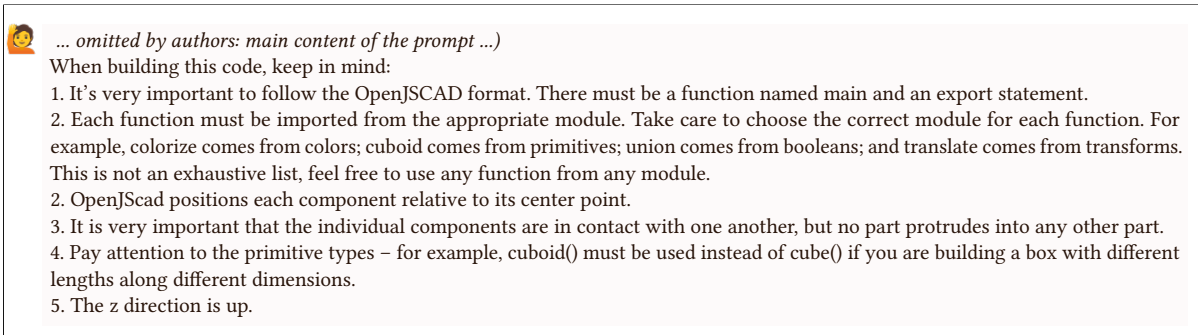 ... omitted by authors: main content of the prompt ...)
When building this code, keep in mind:
1. It's very important to follow the OpenJSCAD format. There must be a function named main and an export statement.
2. Each function must be imported from the appropriate module. Take care to choose the correct module for each function. For
example, colorize comes from colors; cuboid comes from primitives; union comes from booleans; and translate comes from transforms.
This is not an exhaustive list, feel free to use any function from any module.
2. OpenJScad positions each component relative to its center point.
3. It is very important that the individual components are in contact with one another, but no part protrudes into any other part.
4. Pay attention to the primitive types – for example, cuboid() must be used instead of cube() if you are building a box with different
lengths along different dimensions.
5. The z direction is up.